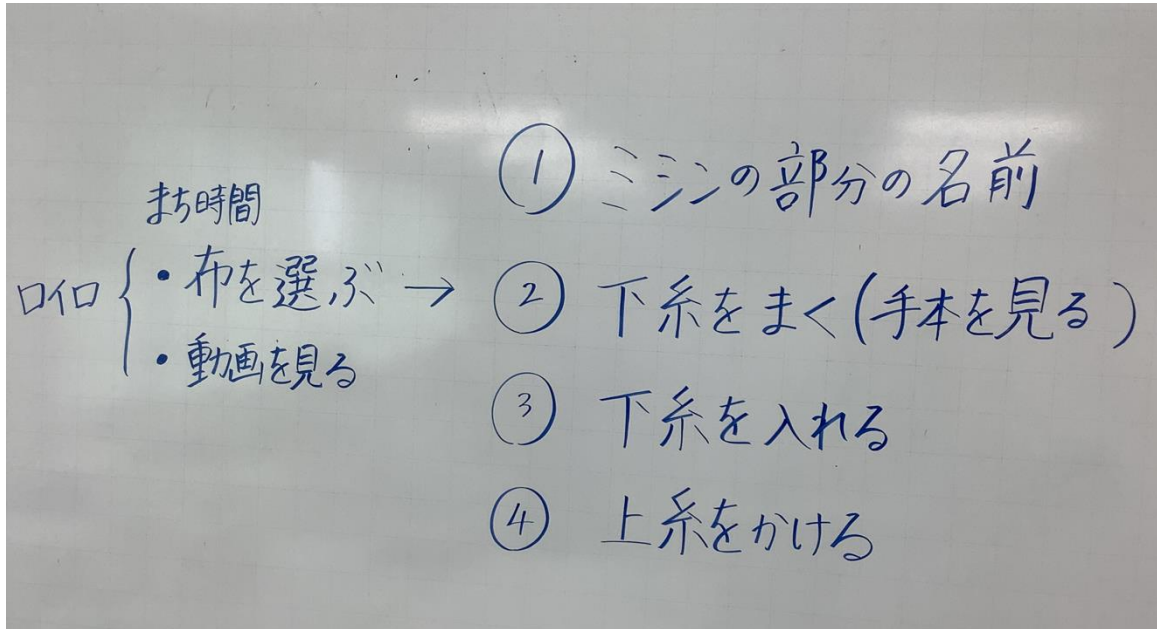 まち時間
ロイロ{・布を選ぶ→
・動画を見る
① ミシンの部分の名前
② 下糸をまく(手本を見る)
③ 下糸を入れる
④ 上糸をかける